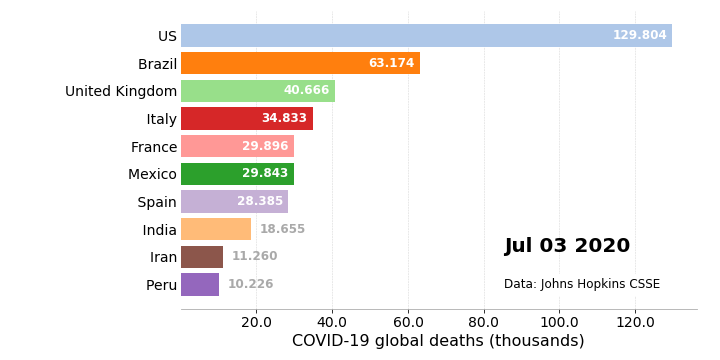 US 129.804
Brazil 63.174
United Kingdom 40.666
Italy 34.833
France 29.896
Mexico 29.843
Spain 28.385
India 18.655
Iran 11.260
Peru 10.226
Jul 03 2020
Data: Johns Hopkins CSSE
20.0 40.0 60.0 80.0 100.0 120.0
COVID-19 global deaths (thousands)